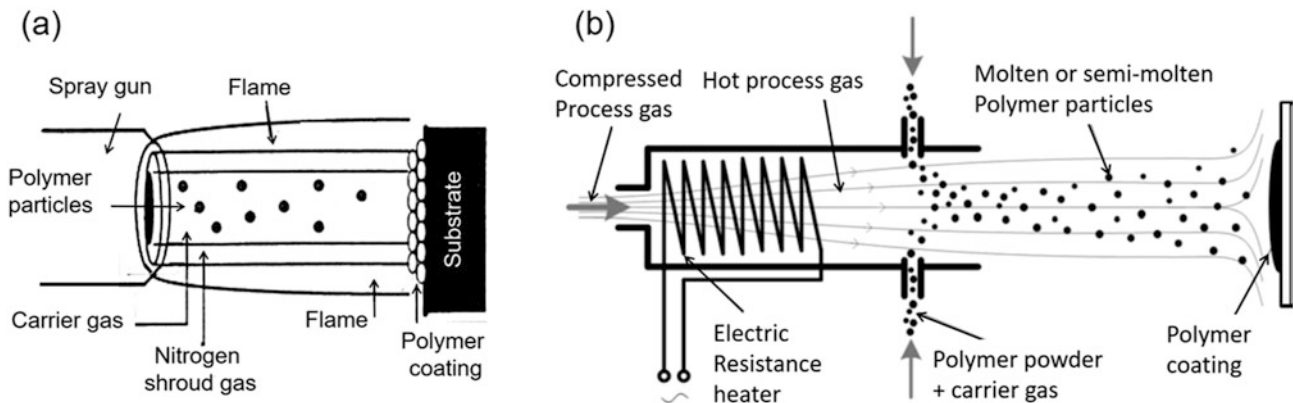 (a)
Spray gun
Flame
Polymer
particles
Carrier gas
Nitrogen
shroud gas
Flame
Polymer
coating
Substrate
(b)
Compressed
Process gas
Hot process gas
Molten or semi-molten
Polymer particles
Electric
Resistance
heater
Polymer powder
+ carrier gas
Polymer
coating